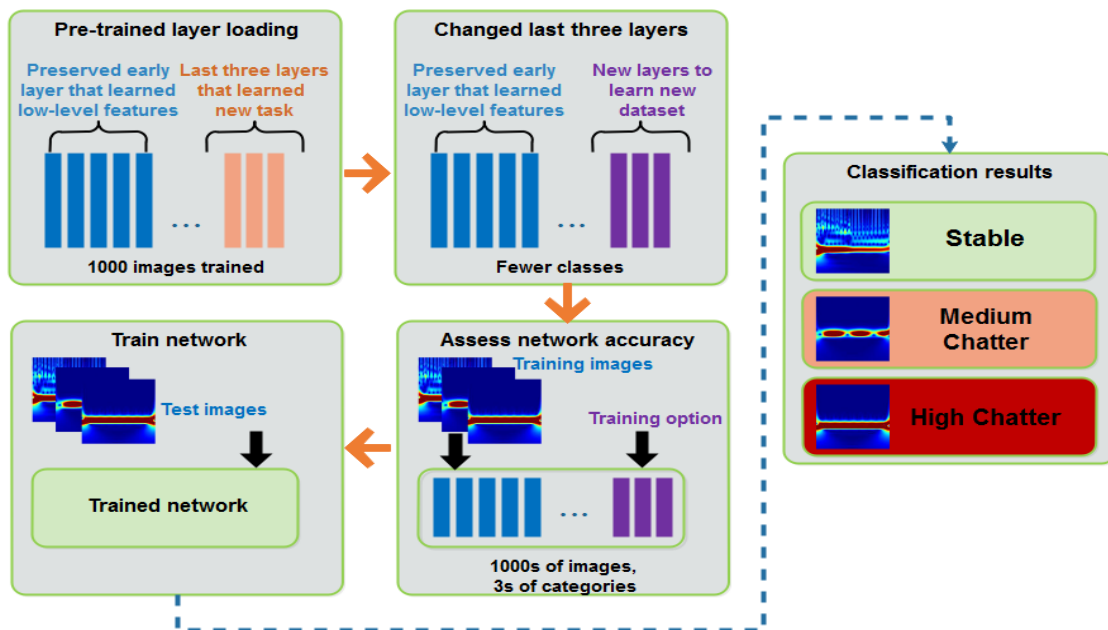 Pre-trained layer loading
Preserved early
layer that learned
low-level features
Last three layers
that learned
new task
...
1000 images trained
Changed last three layers
Preserved early
layer that learned
low-level features
New layers to
learn new
dataset
...
Fewer classes
Assess network accuracy
Training images
Training option
...
1000s of images,
3s of categories
Train network
Test images
Trained network
Classification results
Stable
Medium
Chatter
High Chatter